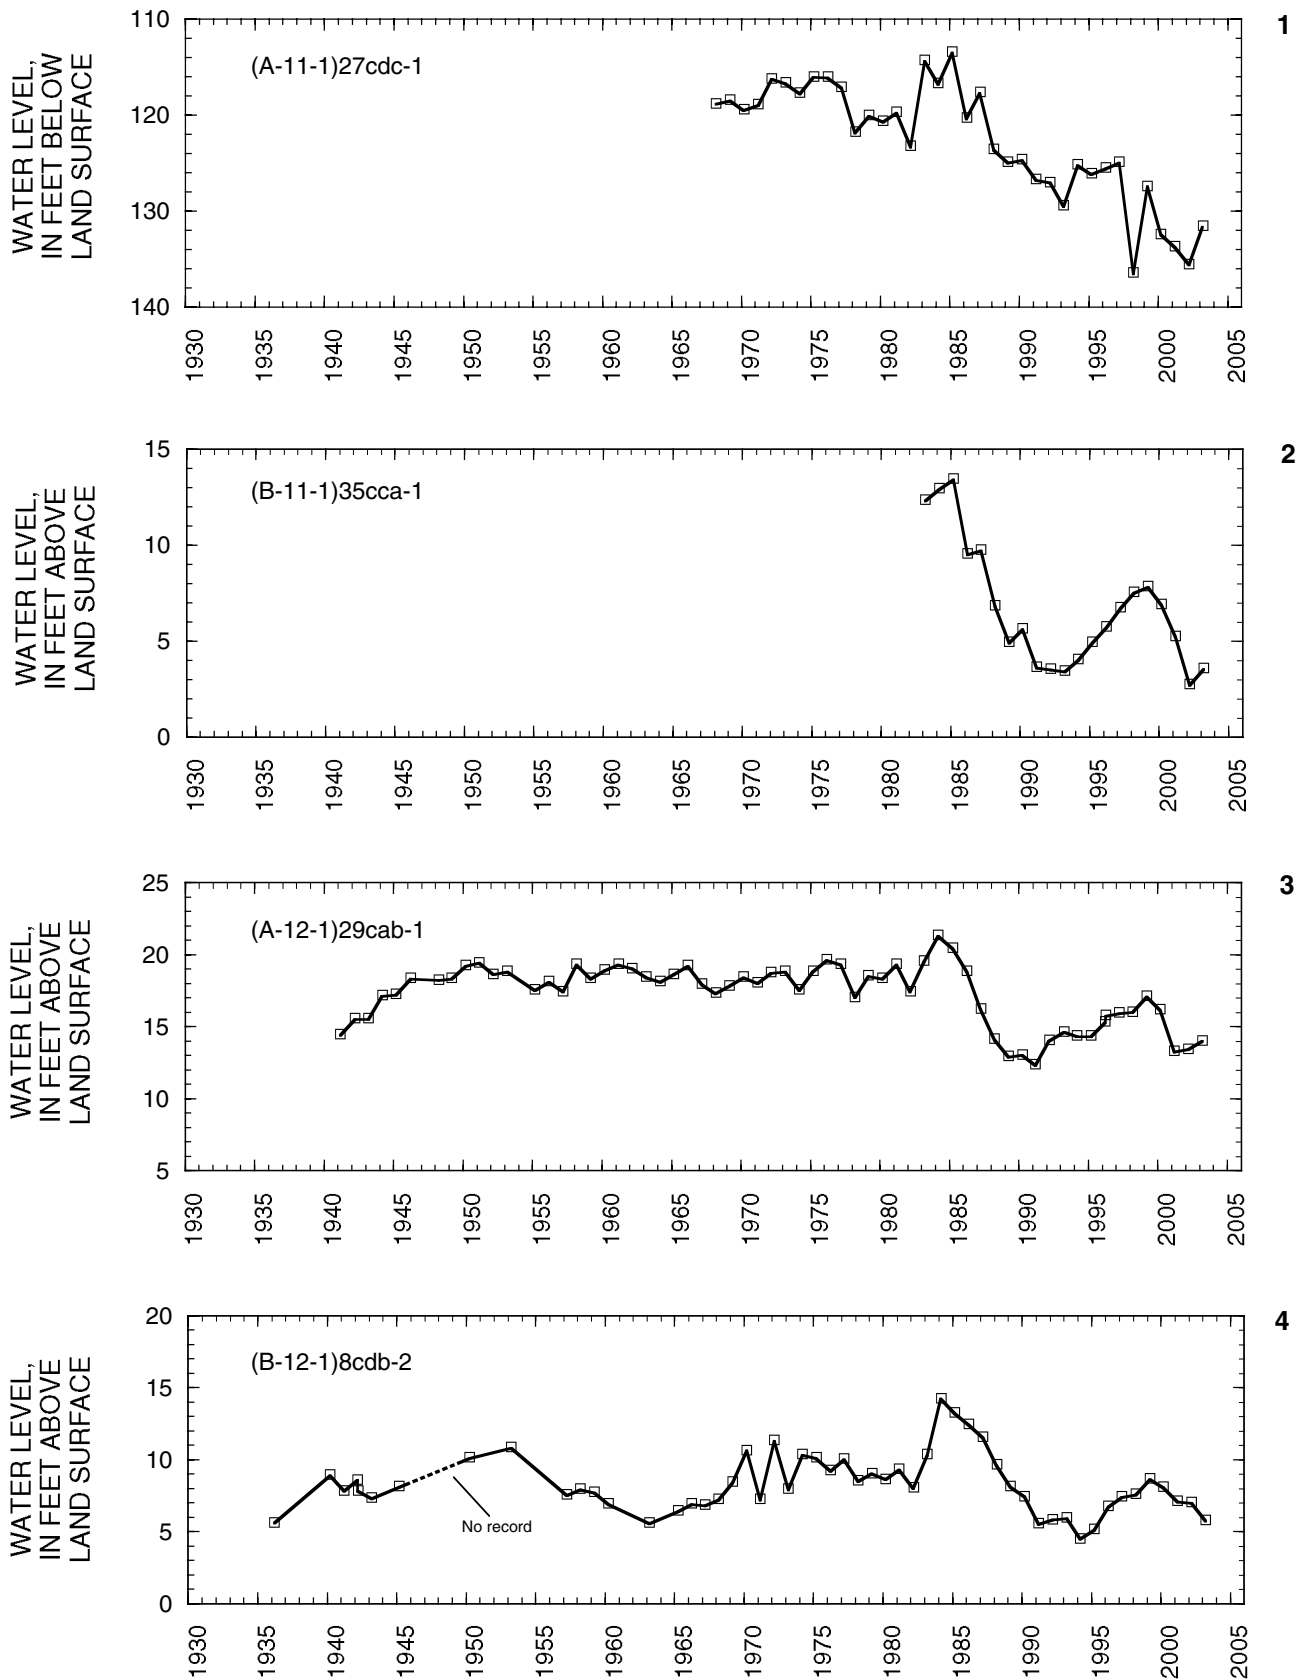 1
WATER LEVEL,
IN FEET BELOW
LAND SURFACE
(A-11-1)27cdc-1
110
120
130
140
1930 1935 1940 1945 1950 1955 1960 1965 1970 1975 1980 1985 1990 1995 2000 2005
2
WATER LEVEL,
IN FEET ABOVE
LAND SURFACE
(B-11-1)35cca-1
15
10
5
0
1930 1935 1940 1945 1950 1955 1960 1965 1970 1975 1980 1985 1990 1995 2000 2005
3
WATER LEVEL,
IN FEET ABOVE
LAND SURFACE
(A-12-1)29cab-1
25
20
15
10
5
1930 1935 1940 1945 1950 1955 1960 1965 1970 1975 1980 1985 1990 1995 2000 2005
4
WATER LEVEL,
IN FEET ABOVE
LAND SURFACE
(B-12-1)8cdb-2
20
15
10
5
0
No record
1930 1935 1940 1945 1950 1955 1960 1965 1970 1975 1980 1985 1990 1995 2000 2005